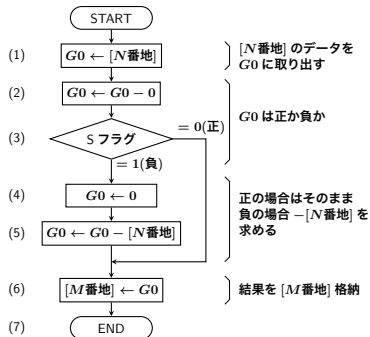 START
(1) G0 ← [N番地] [N番地] のデータを
G0 に取り出す
(2) G0 ← G0 − 0
G0 は正か負か
(3) S フラグ = 0(正)
= 1(負)
(4) G0 ← 0 正の場合はそのまま
負の場合 −[N番地] を
(5) G0 ← G0 − [N番地] 求める
(6) [M番地] ← G0 結果を [M番地] 格納
(7) END